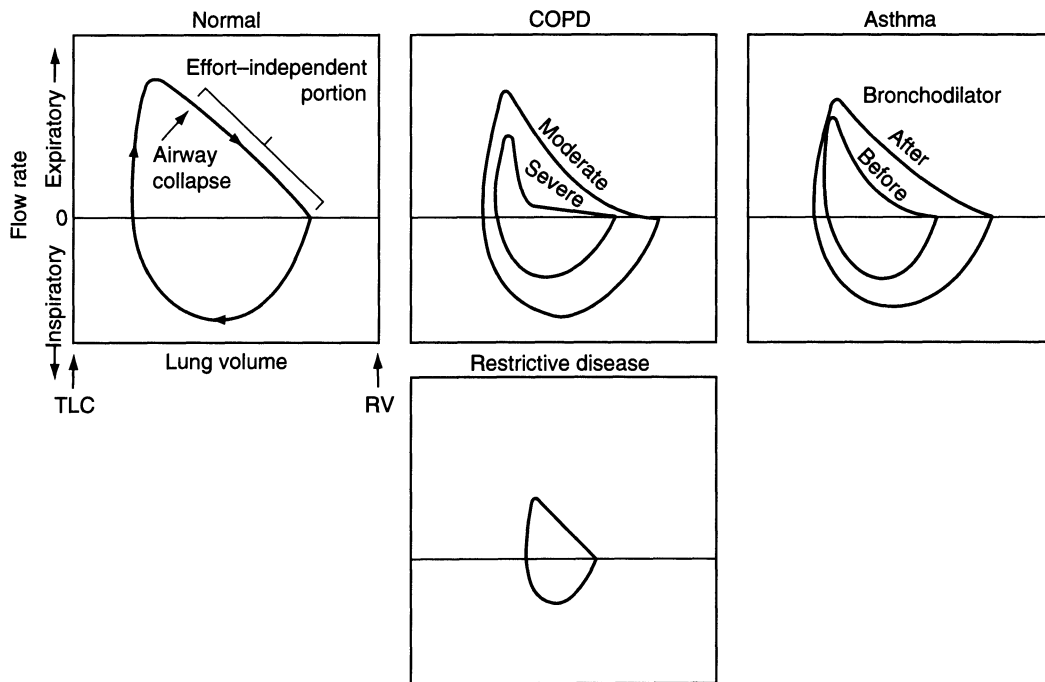 Normal
Effort–independent
portion
Airway
collapse
Flow rate
Expiratory
0
Inspiratory
Lung volume
TLC
RV
COPD
Moderate
Severe
Asthma
Bronchodilator
After
Before
Restrictive disease